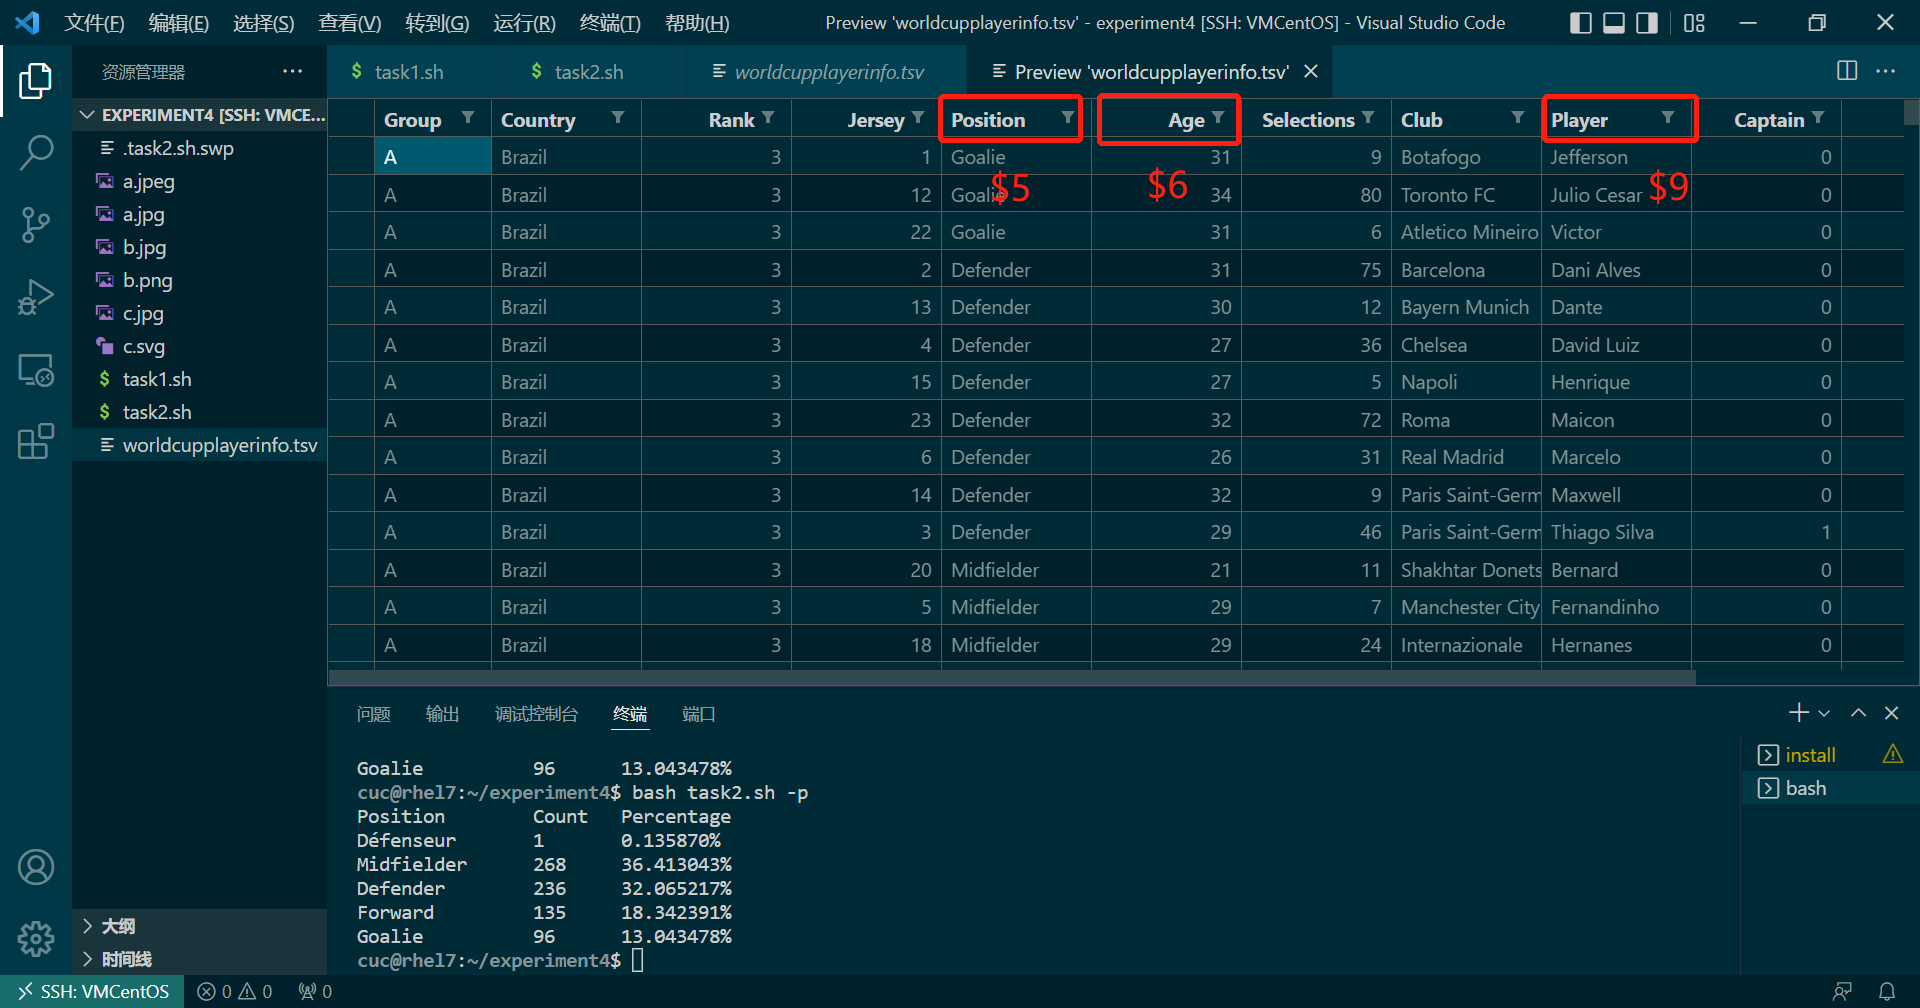 文件(F) 编辑(E) 选择(S) 查看(V) 转到(G) 运行(R) 终端(T) 帮助(H) Preview 'worldcupplayerinfo.tsv' - experiment4 [SSH: VMCentOS] - Visual Studio Code
资源管理器 ···
$ task1.sh $ task2.sh worldcupplayerinfo.tsv Preview 'worldcupplayerinfo.tsv'
EXPERIMENT4 [SSH: VMCE...
.task2.sh.swp
a.jpeg
a.jpg
b.jpg
b.png
c.jpg
c.svg
$ task1.sh
$ task2.sh
worldcupplayerinfo.tsv
大纲
时间线
Group Country Rank Jersey Position Age Selections Club Player Captain
A Brazil 3 1 Goalie 31 9 Botafogo Jefferson 0
$5 $6 $9
A Brazil 3 12 Goalie 34 80 Toronto FC Julio Cesar 0
A Brazil 3 22 Goalie 31 6 Atletico Mineiro Victor 0
A Brazil 3 2 Defender 31 75 Barcelona Dani Alves 0
A Brazil 3 13 Defender 30 12 Bayern Munich Dante 0
A Brazil 3 4 Defender 27 36 Chelsea David Luiz 0
A Brazil 3 15 Defender 27 5 Napoli Henrique 0
A Brazil 3 23 Defender 32 72 Roma Maicon 0
A Brazil 3 6 Defender 26 31 Real Madrid Marcelo 0
A Brazil 3 14 Defender 32 9 Paris Saint-Germ Maxwell 0
A Brazil 3 3 Defender 29 46 Paris Saint-Germ Thiago Silva 1
A Brazil 3 20 Midfielder 21 11 Shakhtar Donets Bernard 0
A Brazil 3 5 Midfielder 29 7 Manchester City Fernandinho 0
A Brazil 3 18 Midfielder 29 24 Internazionale Hernanes 0
问题 输出 调试控制台 终端 端口
Goalie 96 13.043478%
cuc@rhel7:~/experiment4$ bash task2.sh -p
Position Count Percentage
Défenseur 1 0.135870%
Midfielder 268 36.413043%
Defender 236 32.065217%
Forward 135 18.342391%
Goalie 96 13.043478%
cuc@rhel7:~/experiment4$
install
bash
SSH: VMCentOS 0 0 0